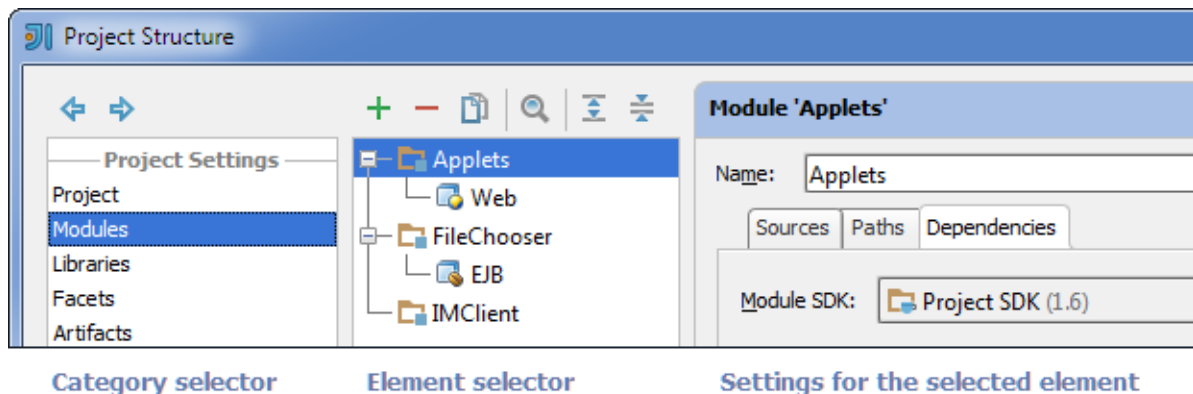 Project Structure
Project Settings
Project
Modules
Libraries
Facets
Artifacts
Applets
Web
FileChooser
EJB
IMClient
Module 'Applets'
Name: Applets
Sources Paths Dependencies
Module SDK: Project SDK (1.6)
Category selector
Element selector
Settings for the selected element